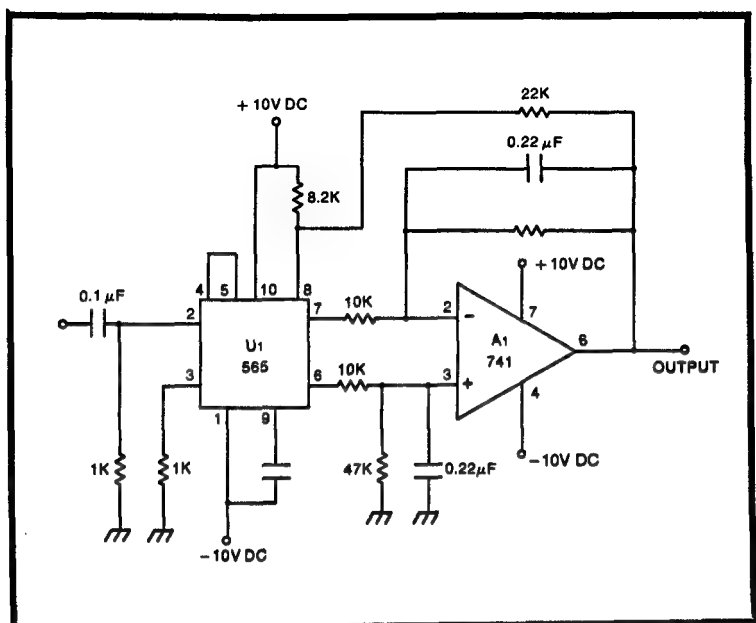 22K
+ 10V DC
0.22 μF
8.2K
+ 10V DC
4 5 10 8
0.1 μF
7 10K
2
2 -
7
A1
6
U1
741
565
10K
OUTPUT
3
6
3 +
4
1 9
1K
1K
47K
0.22μF
-10V DC
-10V DC